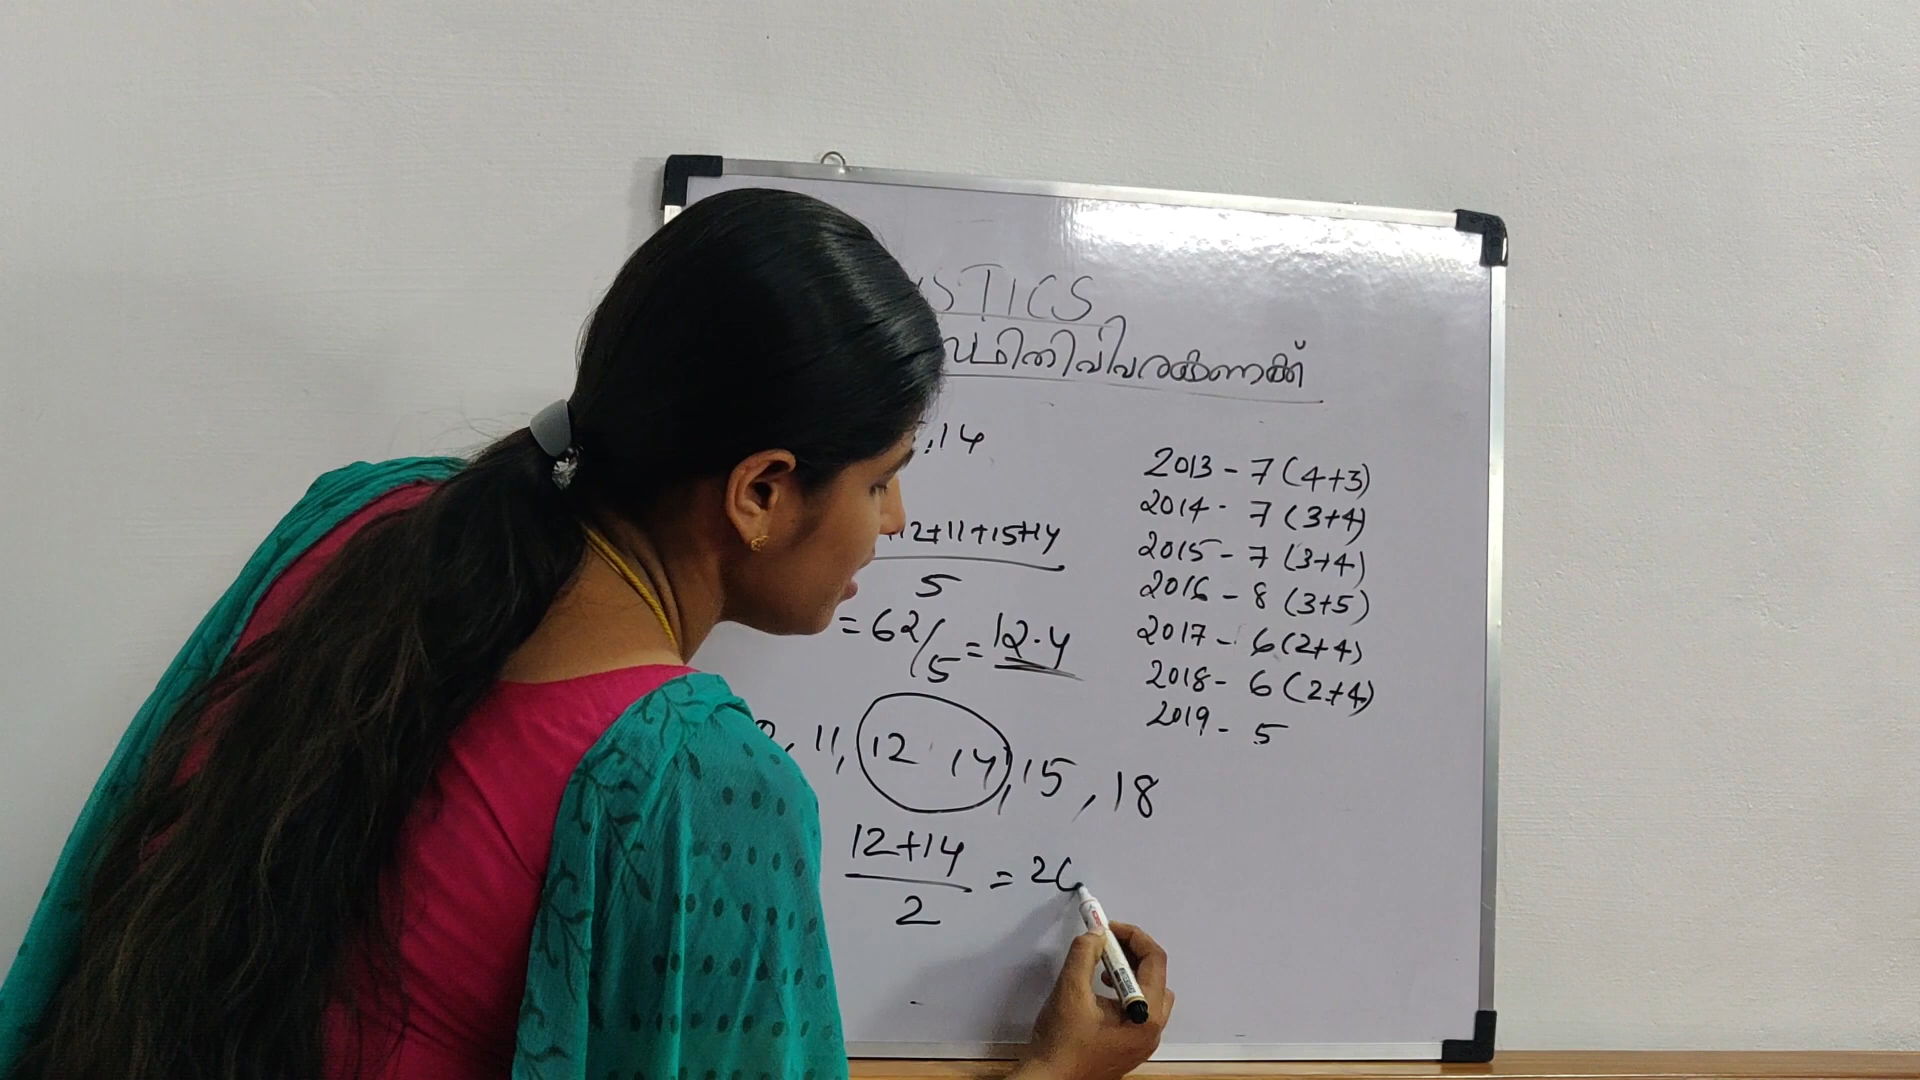 STICS
സ്ഥിതിവിവരക്കണക്ക്
,14
12+11+15+14
5
=62/5 = 12.4
, 11, 12 14, 15, 18
12+14
2
= 2
2013 - 7 (4+3)
2014 - 7 (3+4)
2015 - 7 (3+4)
2016 - 8 (3+5)
2017 - 6 (2+4)
2018 - 6 (2+4)
2019 - 5